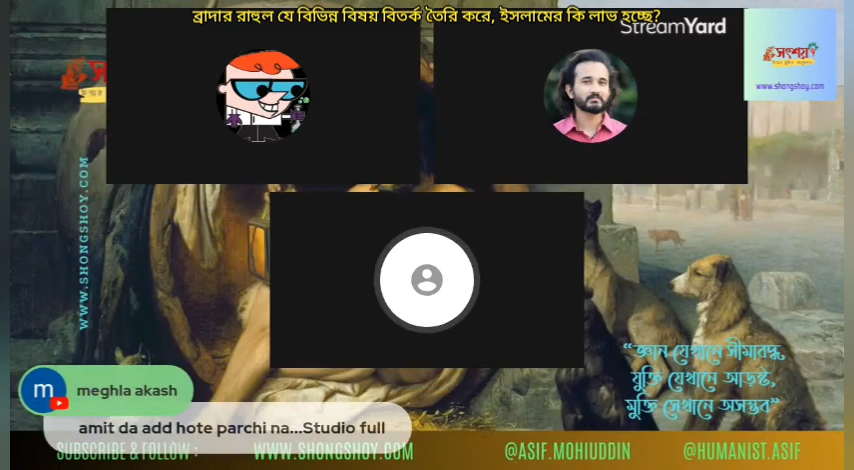 ব্রাদার রাহুল যে বিভিন্ন বিষয় বিতর্ক তৈরি করে, ইসলামের কি লাভ হচ্ছে?
StreamYard
সংশয়
www.shongshoy.com
WWW.SHONGSHOY.COM
“জ্ঞান যেখানে সীমাবদ্ধ,
যুক্তি যেখানে আড়ষ্ট,
মুক্তি সেখানে অসম্ভব”
m
meghla akash
amit da add hote parchi na...Studio full
SUBSCRIBE & FOLLOW : WWW.SHONGSHOY.COM @ASIF.MOHIUDDIN @HUMANIST.ASIF